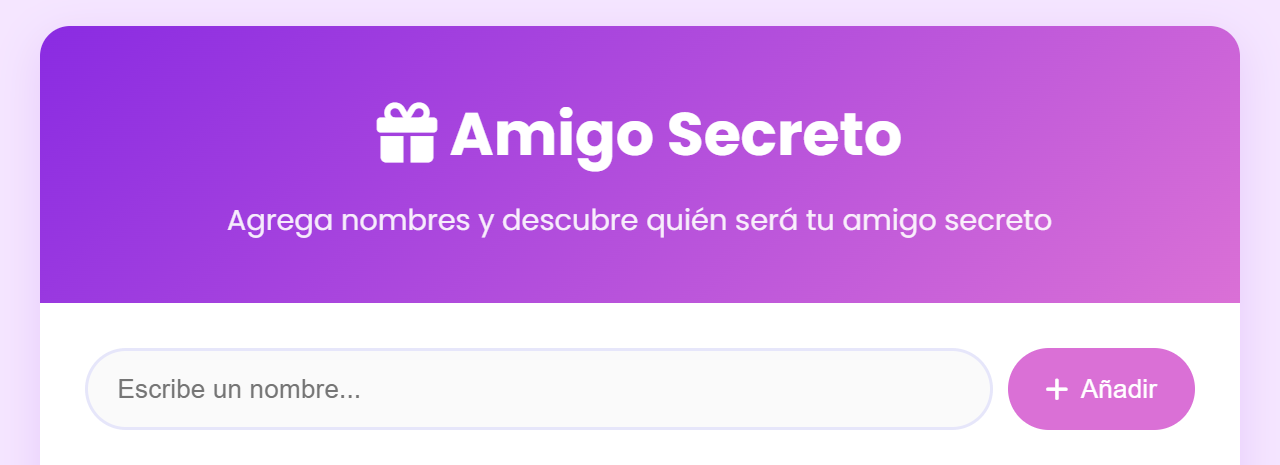 Amigo Secreto
Agrega nombres y descubre quién será tu amigo secreto
Escribe un nombre...
Añadir